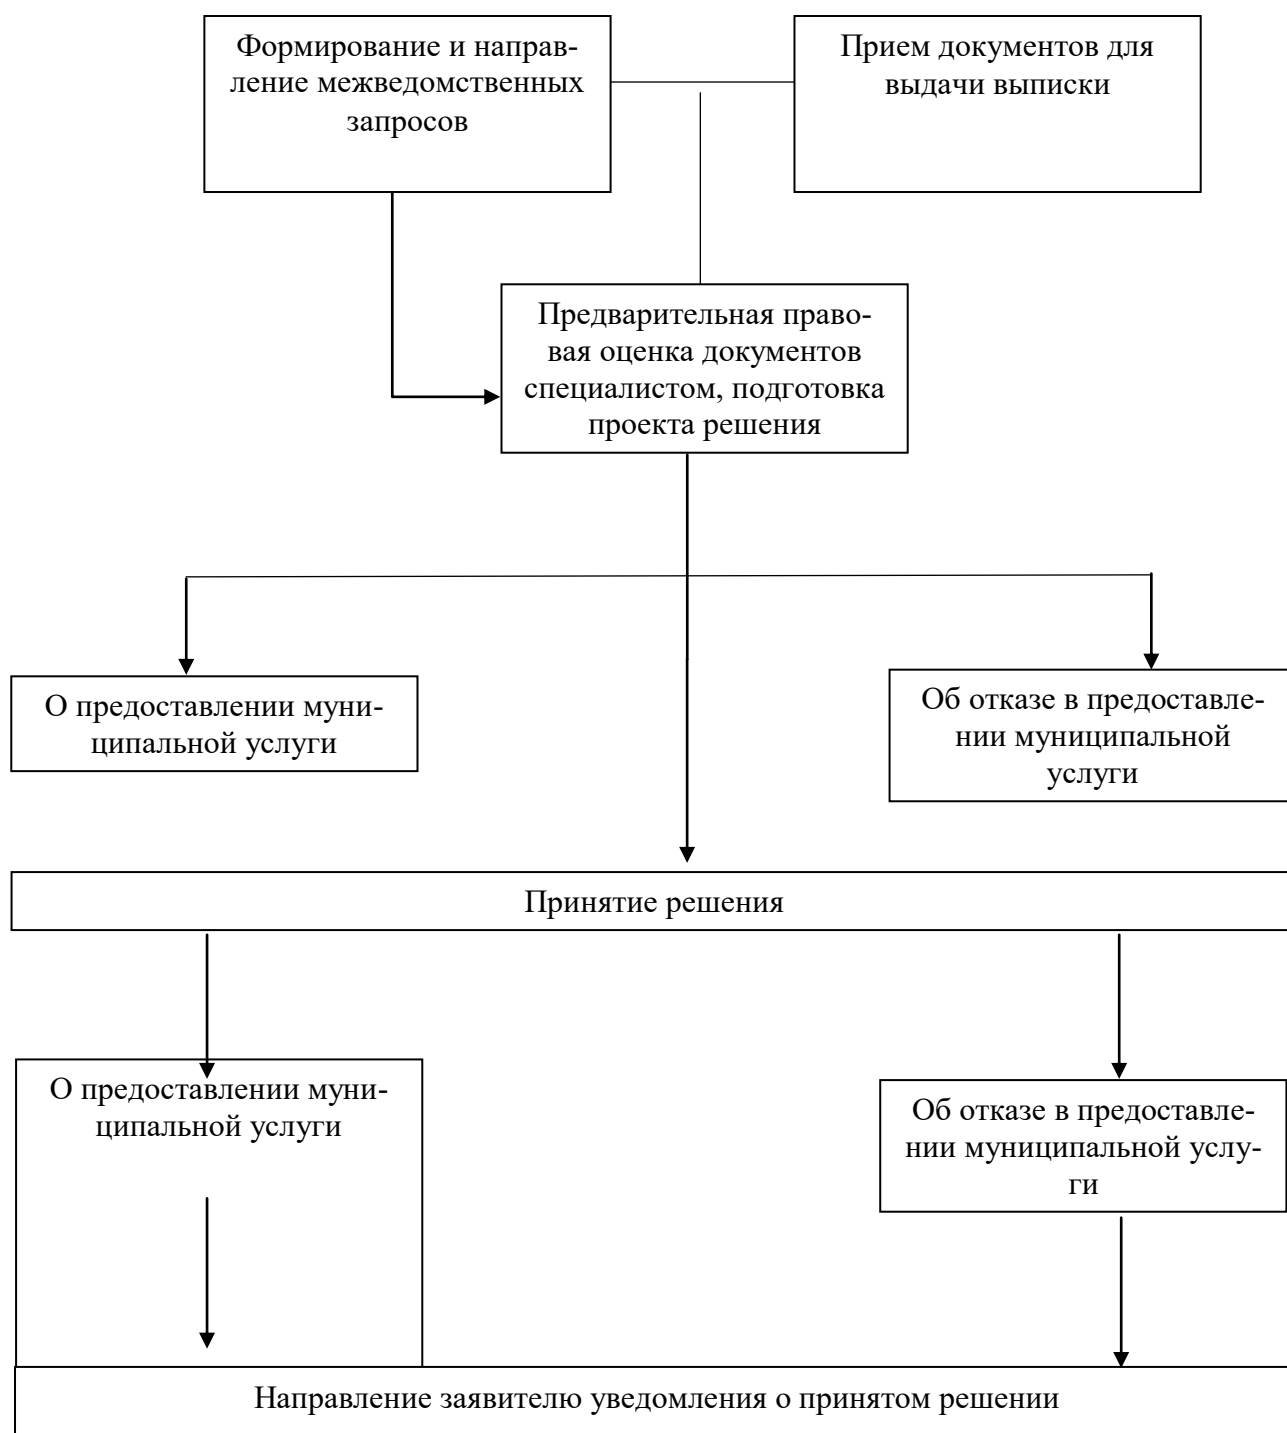 Формирование и направ-
ление межведомственных
запросов
Прием документов для
выдачи выписки
Предварительная право-
вая оценка документов
специалистом, подготовка
проекта решения
О предоставлении муни-
ципальной услуги
Об отказе в предоставле-
нии муниципальной
услуги
Принятие решения
О предоставлении муни-
ципальной услуги
Об отказе в предоставле-
нии муниципальной услу-
ги
Направление заявителю уведомления о принятом решении